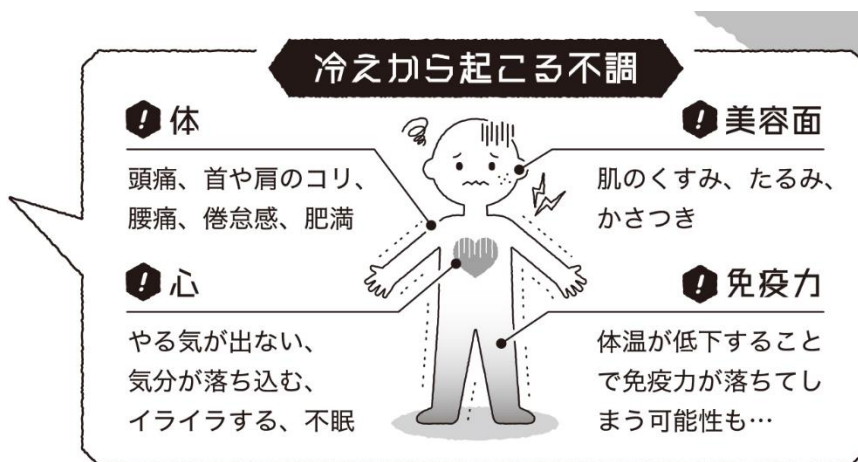 冷えから起こる不調
体
頭痛、首や肩のコリ、
腰痛、倦怠感、肥満
心
やる気が出ない、
気分が落ち込む、
イライラする、不眠
美容面
肌のくすみ、たるみ、
かさつき
免疫力
体温が低下すること
で免疫力が落ちてし
まう可能性も…